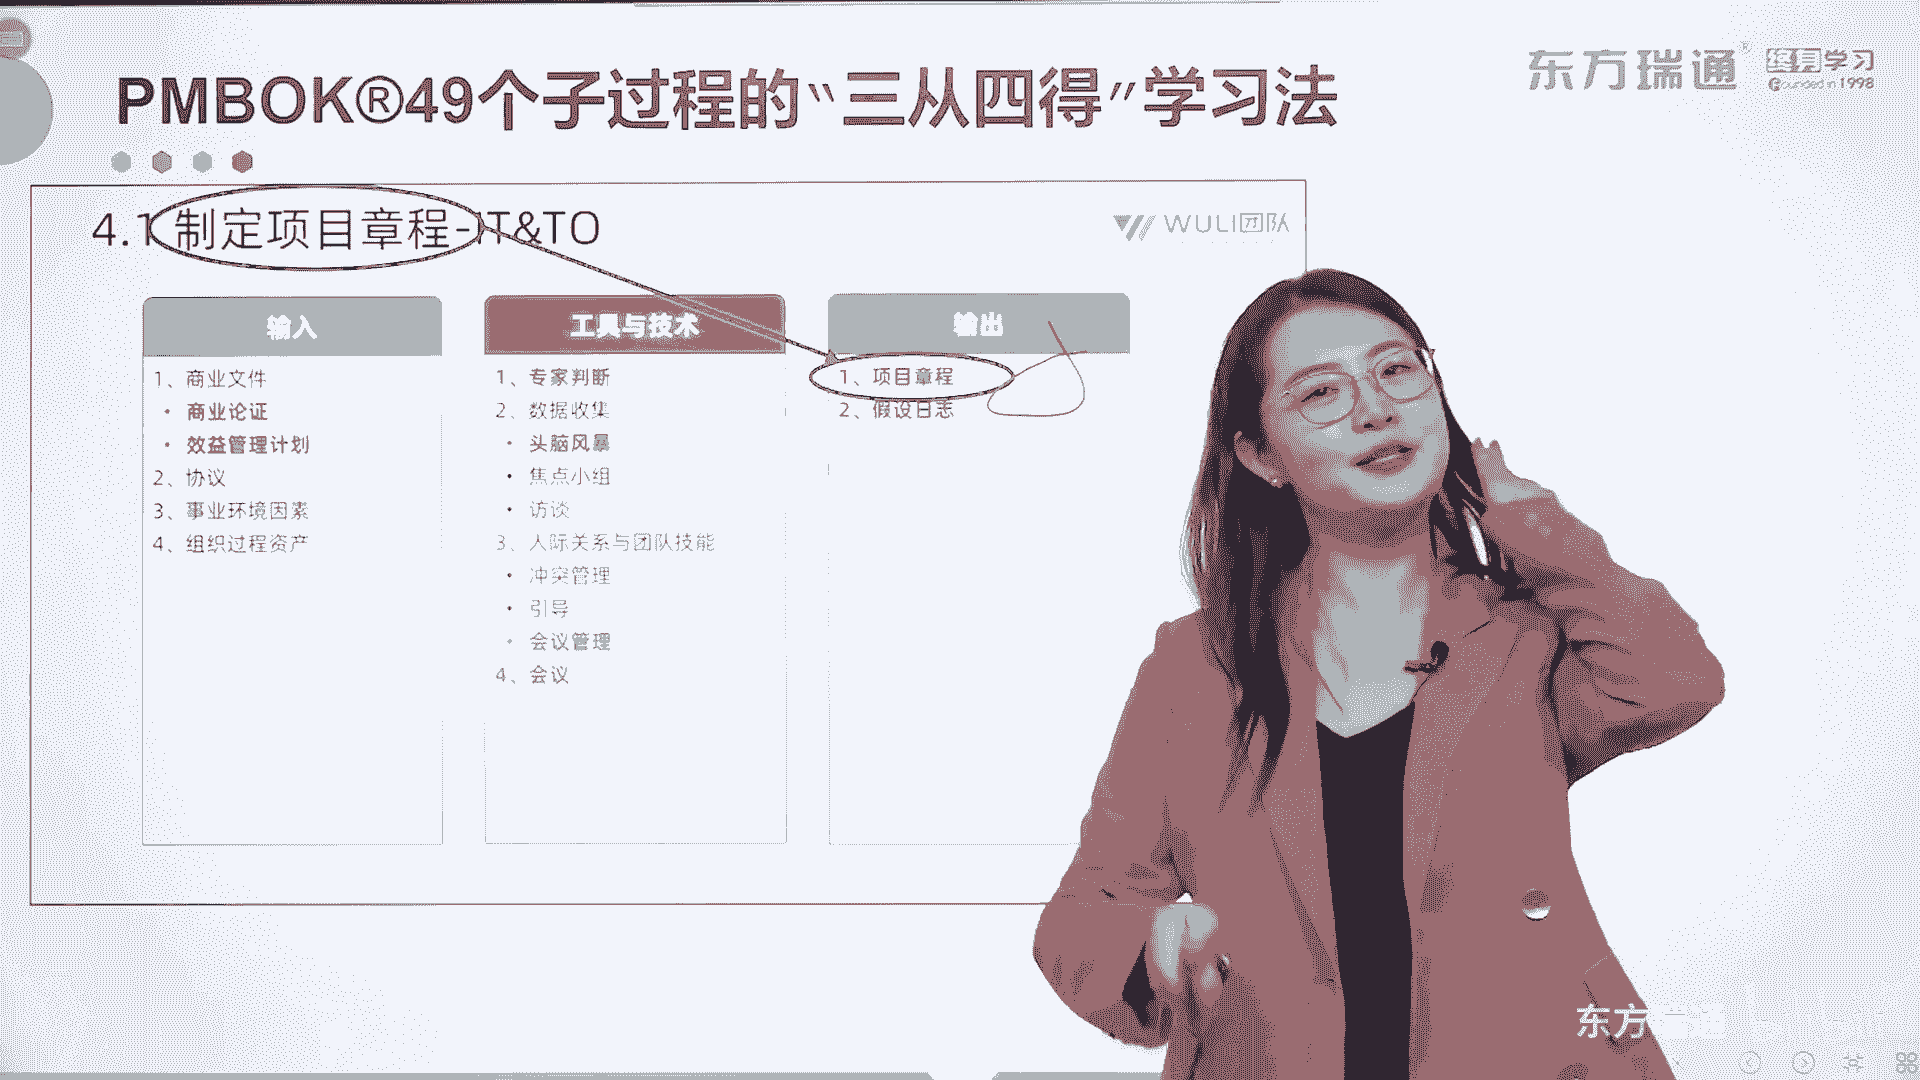 PMBOK®49个子过程的“三从四得”学习法
东方瑞通® 终身学习
Founded in 1998
4.1 制定项目章程-IT&TO
WULI团队
输入
1、商业文件
• 商业论证
• 效益管理计划
2、协议
3、事业环境因素
4、组织过程资产
工具与技术
1、专家判断
2、数据收集
• 头脑风暴
• 焦点小组
• 访谈
3、人际关系与团队技能
• 冲突管理
• 引导
• 会议管理
4、会议
输出
1、项目章程
2、假设日志
东方